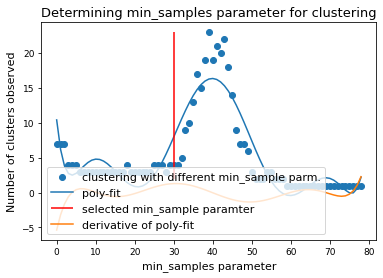 Determining min_samples parameter for clustering
Number of clusters observed
20
15
10
5
0
−5
clustering with different min_sample parm.
poly-fit
selected min_sample paramter
derivative of poly-fit
0 10 20 30 40 50 60 70 80
min_samples parameter